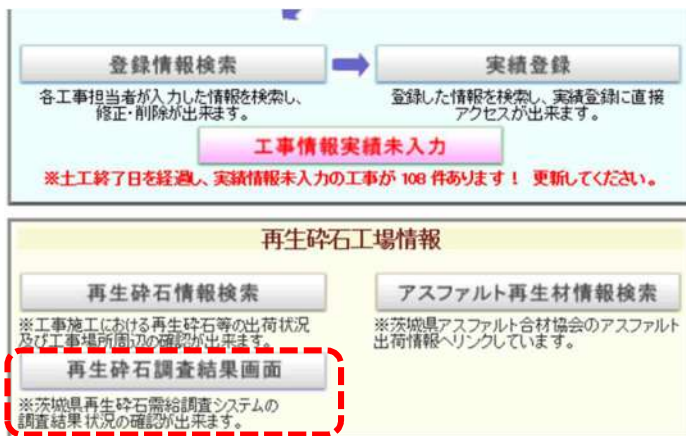 登録情報検索
実績登録
各工事担当者が入力した情報を検索し、
修正・削除が出来ます。
登録した情報を検索し、実績登録に直接
アクセスが出来ます。
工事情報実績未入力
※土工終了日を経過し、実績情報未入力の工事が 108 件あります！ 更新してください。
再生砕石工場情報
再生砕石情報検索
アスファルト再生材情報検索
※工事施工における再生砕石等の出荷状況
及び工事場所周辺の確認が出来ます。
※茨城県アスファルト合材協会のアスファルト
出荷情報へリンクしています。
再生砕石調査結果画面
※茨城県再生砕石需給調査システムの
調査結果状況の確認が出来ます。